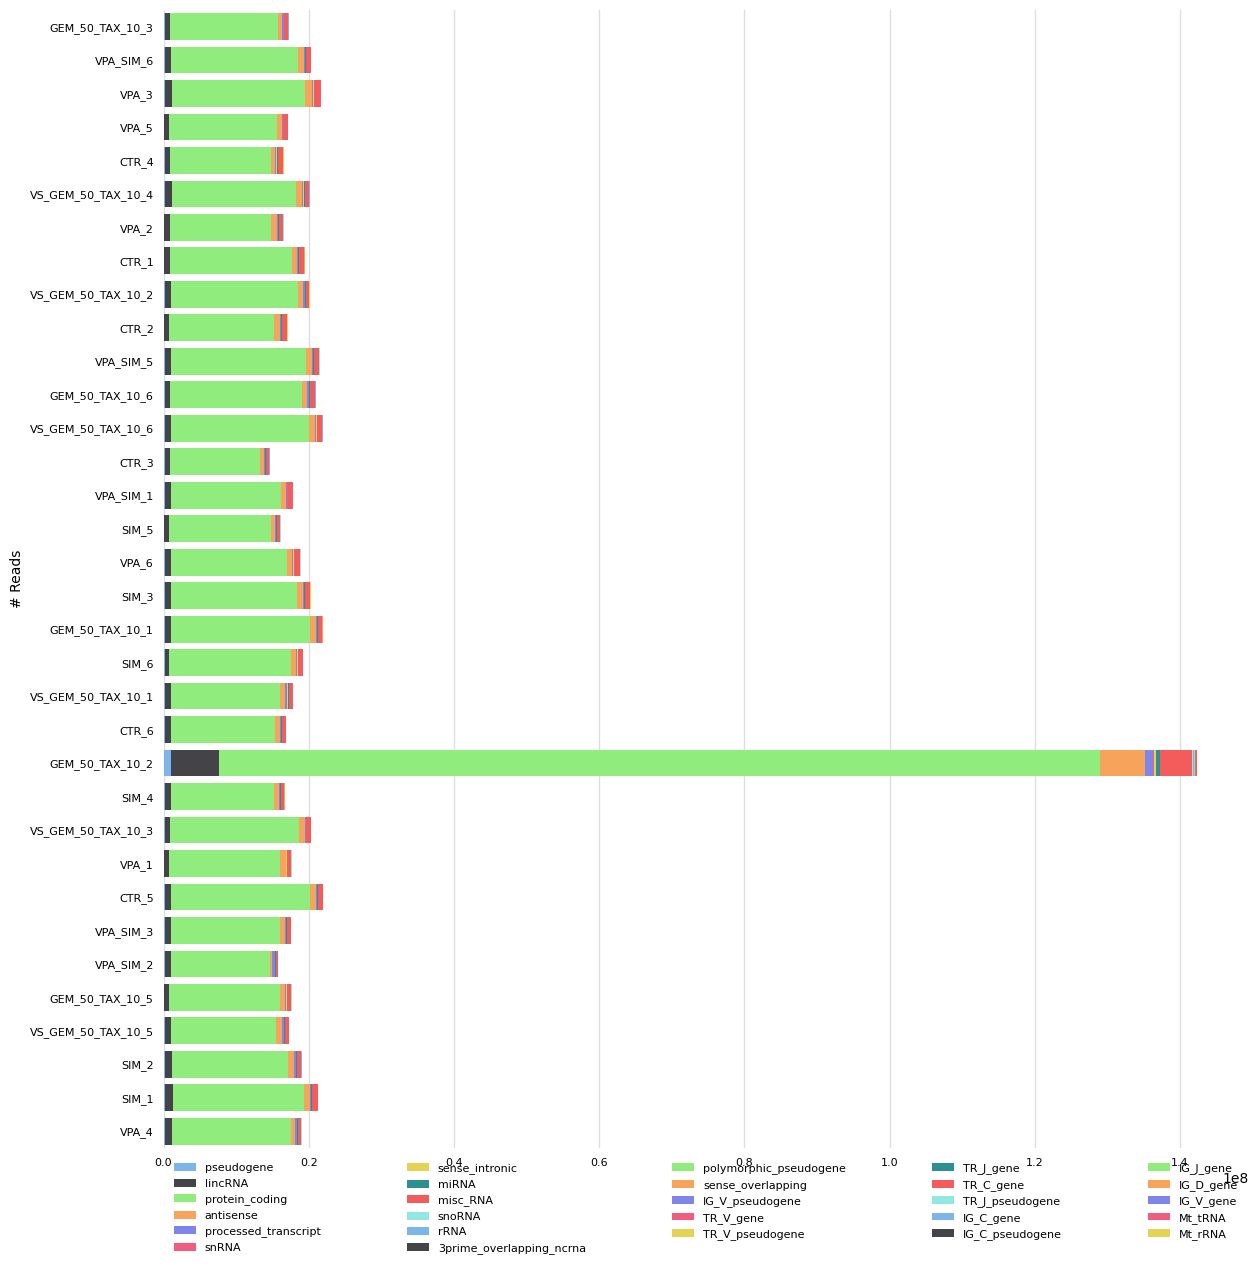 GEM_50_TAX_10_3
VPA_SIM_6
VPA_3
VPA_5
CTR_4
VS_GEM_50_TAX_10_4
VPA_2
CTR_1
VS_GEM_50_TAX_10_2
CTR_2
VPA_SIM_5
GEM_50_TAX_10_6
VS_GEM_50_TAX_10_6
CTR_3
VPA_SIM_1
SIM_5
VPA_6
SIM_3
GEM_50_TAX_10_1
SIM_6
VS_GEM_50_TAX_10_1
CTR_6
GEM_50_TAX_10_2
SIM_4
VS_GEM_50_TAX_10_3
VPA_1
CTR_5
VPA_SIM_3
VPA_SIM_2
GEM_50_TAX_10_5
VS_GEM_50_TAX_10_5
SIM_2
SIM_1
VPA_4
# Reads
0.0 0.2 0.4 0.6 0.8 1.0 1.2 1.4
1e8
pseudogene
lincRNA
protein_coding
antisense
processed_transcript
snRNA
sense_intronic
miRNA
misc_RNA
snoRNA
rRNA
3prime_overlapping_ncrna
polymorphic_pseudogene
sense_overlapping
IG_V_pseudogene
TR_V_gene
TR_V_pseudogene
TR_J_gene
TR_C_gene
TR_J_pseudogene
IG_C_gene
IG_C_pseudogene
IG_J_gene
IG_D_gene
IG_V_gene
Mt_tRNA
Mt_rRNA